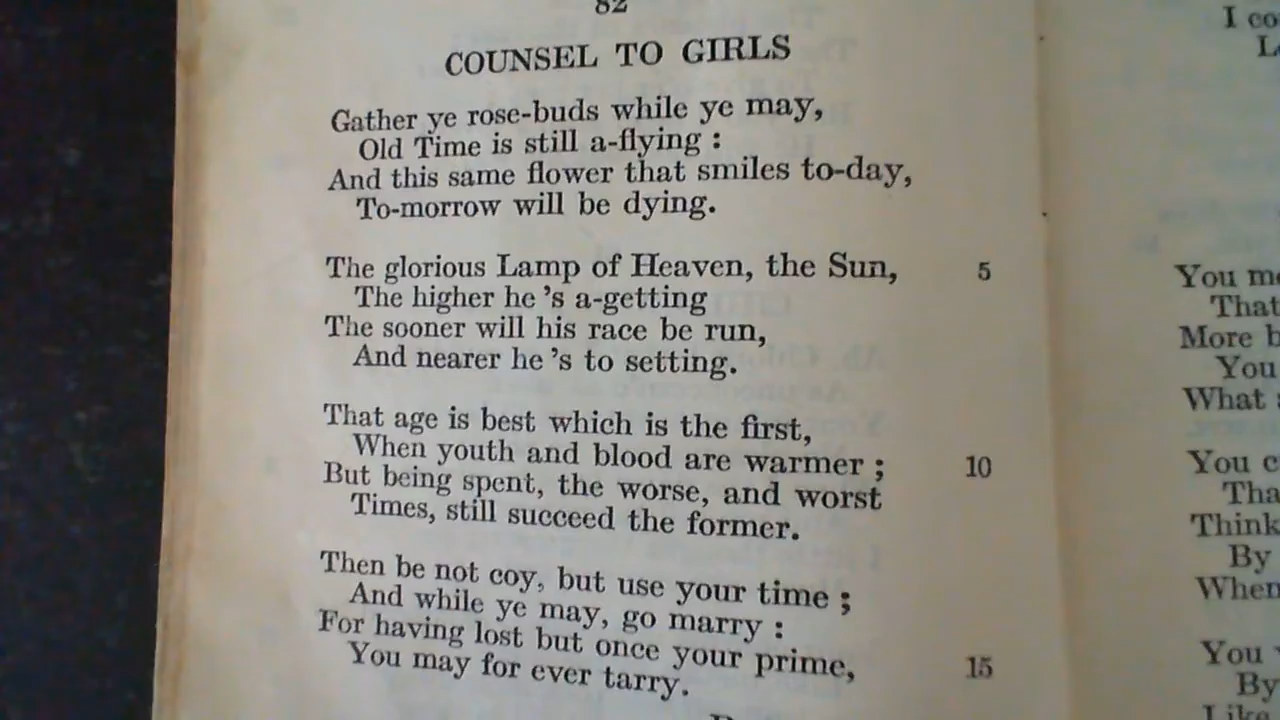 82
COUNSEL TO GIRLS
Gather ye rose-buds while ye may,
Old Time is still a-flying :
And this same flower that smiles to-day,
To-morrow will be dying.
The glorious Lamp of Heaven, the Sun, 5
The higher he 's a-getting
The sooner will his race be run,
And nearer he 's to setting.
That age is best which is the first,
When youth and blood are warmer ; 10
But being spent, the worse, and worst
Times, still succeed the former.
Then be not coy, but use your time ;
And while ye may, go marry :
For having lost but once your prime,
You may for ever tarry. 15
I
You
That
More
You
What
You
Think
By
When
You
By
Like